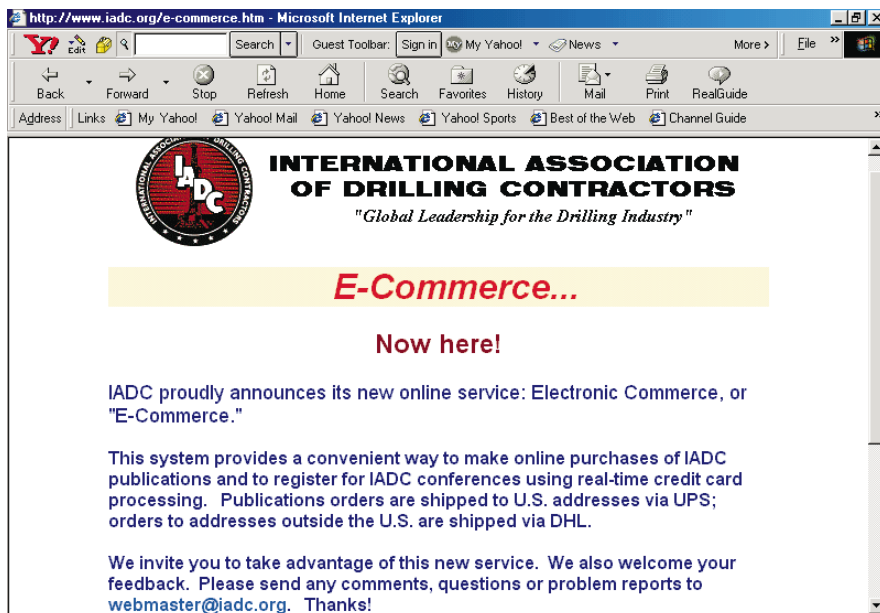 http://www.iadc.org/e-commerce.htm - Microsoft Internet Explorer
Y! Edit Search Guest Toolbar: Sign in My Yahoo! News More > File »
Back Forward Stop Refresh Home Search Favorites History Mail Print RealGuide
Address Links My Yahoo! Yahoo! Mail Yahoo! News Yahoo! Sports Best of the Web Channel Guide »
INTERNATIONAL ASSOCIATION OF DRILLING CONTRACTORS
IADC
INTERNATIONAL ASSOCIATION
OF DRILLING CONTRACTORS
"Global Leadership for the Drilling Industry"
E-Commerce...
Now here!
IADC proudly announces its new online service: Electronic Commerce, or
"E-Commerce."
This system provides a convenient way to make online purchases of IADC
publications and to register for IADC conferences using real-time credit card
processing. Publications orders are shipped to U.S. addresses via UPS;
orders to addresses outside the U.S. are shipped via DHL.
We invite you to take advantage of this new service. We also welcome your
feedback. Please send any comments, questions or problem reports to
webmaster@iadc.org. Thanks!